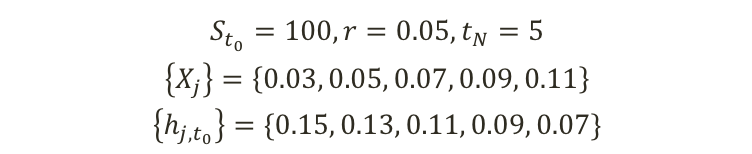 S_{t_0} = 100, r = 0.05, t_N = 5
{X_j} = {0.03, 0.05, 0.07, 0.09, 0.11}
{h_{j,t_0}} = {0.15, 0.13, 0.11, 0.09, 0.07}